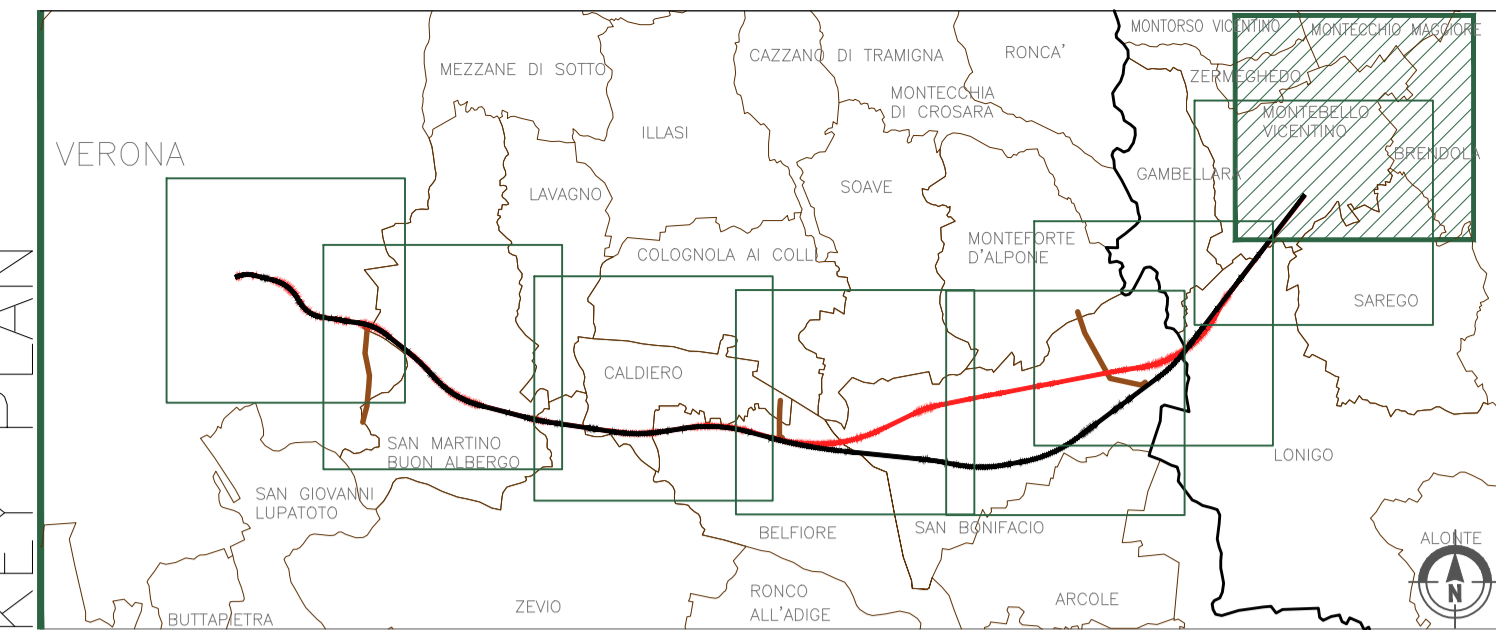 KEY PLAN
MONTORSO VICENTINO
MONTECCHIO MAGGIORE
MEZZANE DI SOTTO
CAZZANO DI TRAMIGNA
RONCA'
ZERMEGHEDO
MONTECCHIA
DI CROSARA
MONTEBELLO
VICENTINO
ILLASI
VERONA
BRENDOLA
GAMBELLARA
LAVAGNO
SOAVE
MONTEFORTE
D'ALPONE
COLOGNOLA AI COLLI
SAREGO
CALDIERO
SAN MARTINO
BUON ALBERGO
LONIGO
SAN GIOVANNI
LUPATOTO
BELFIORE
SAN BONIFACIO
ALONTE
RONCO
ALL'ADIGE
ARCOLE
ZEVIO
BUTTAPIETRA
N